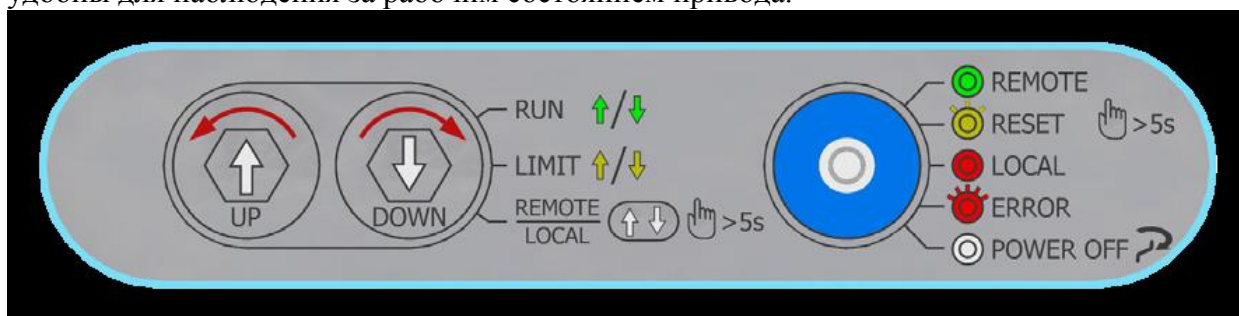 удобны для наблюдения за рабочим состоянием привода.
UP
DOWN
RUN ↑/↓
LIMIT ↑/↓
REMOTE
LOCAL
>5s
REMOTE
RESET >5s
LOCAL
ERROR
POWER OFF